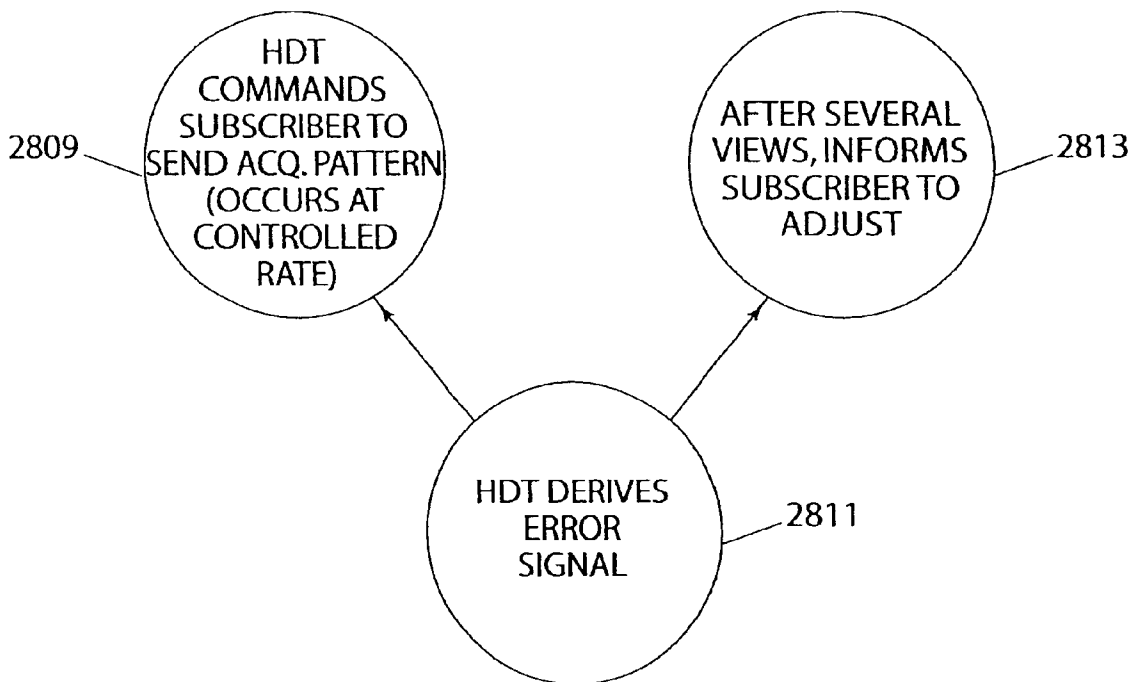 HDT
COMMANDS
SUBSCRIBER TO
SEND ACQ. PATTERN
(OCCURS AT
CONTROLLED
RATE)
2809
AFTER SEVERAL
VIEWS, INFORMS
SUBSCRIBER TO
ADJUST
2813
HDT DERIVES
ERROR
SIGNAL
2811